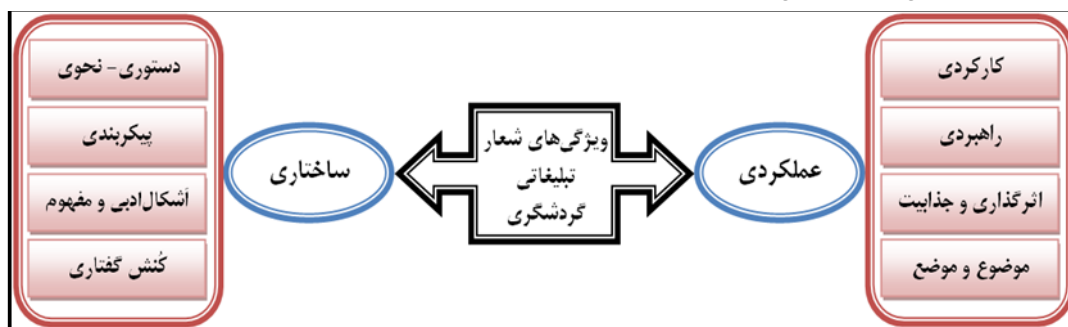 کارکردی
راهبردی
اثرگذاری و جذابیت
موضوع و موضع
عملکردی
ویژگی‌های شعار
تبلیغاتی
گردشگری
ساختاری
دستوری- نحوی
پیکربندی
اَشکال‌ادبی و مفهوم
کُنش گفتاری